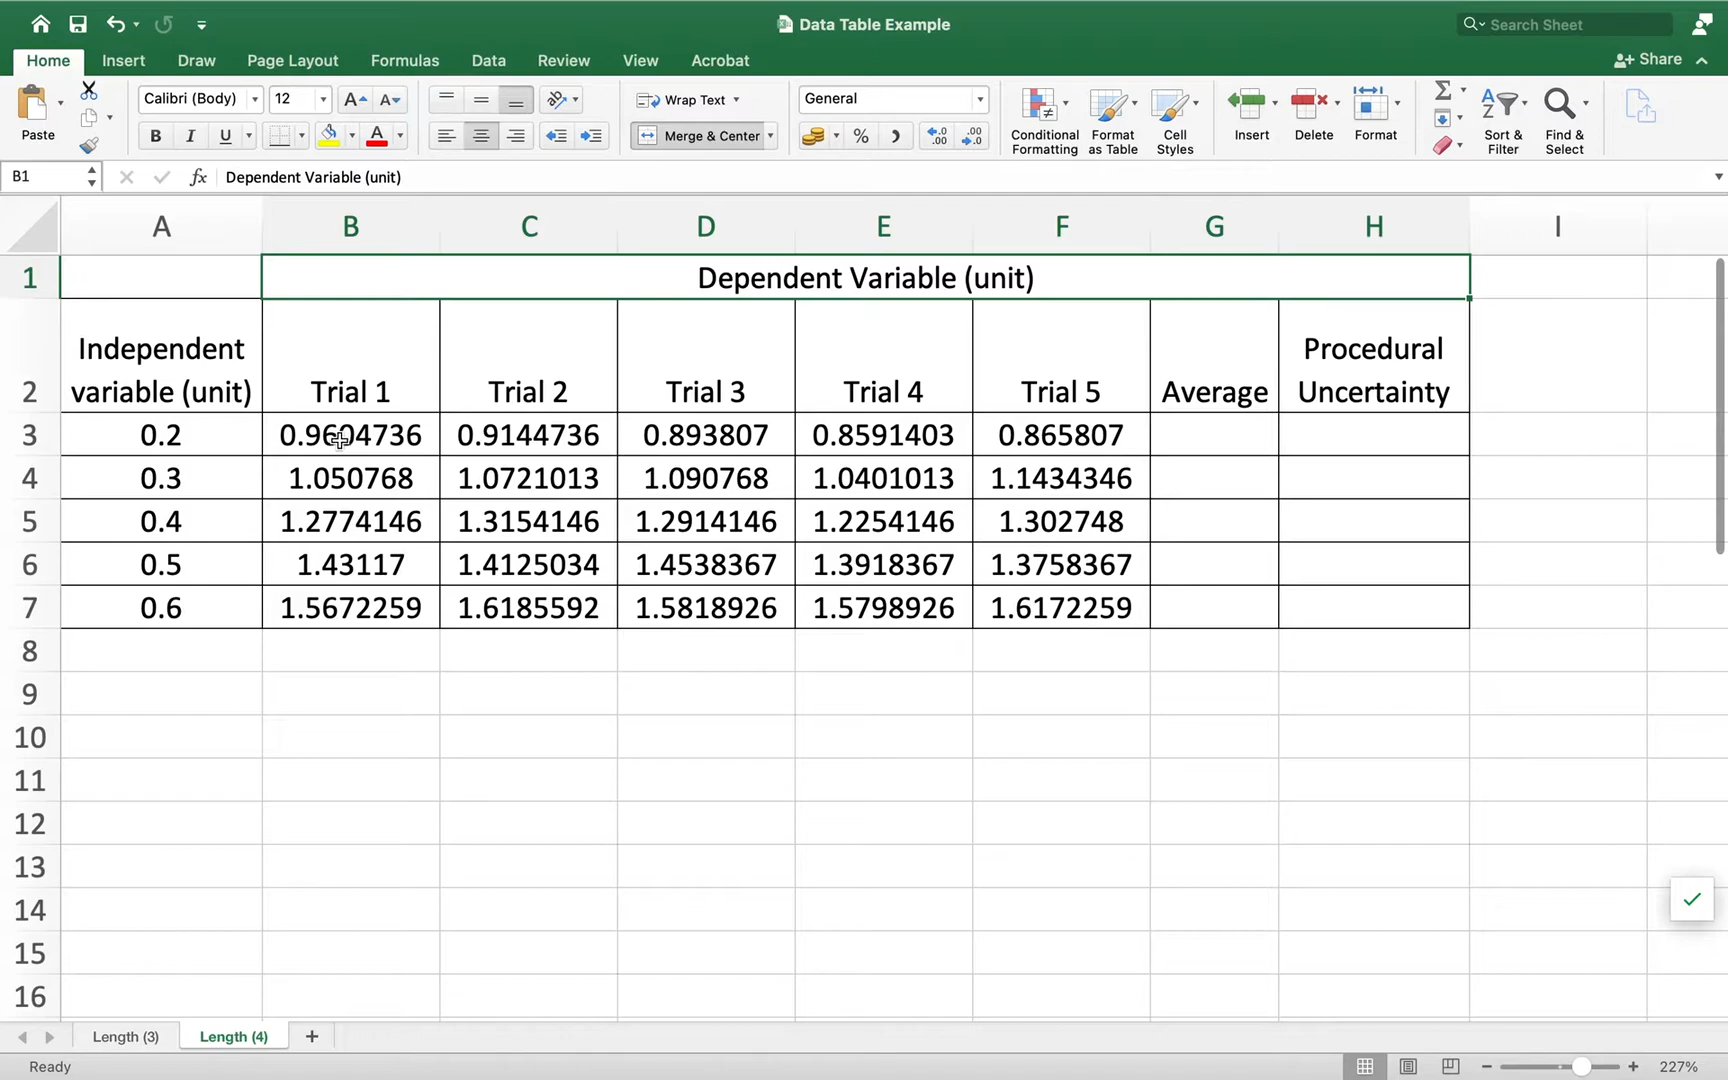 Data Table Example
Search Sheet
Home Insert Draw Page Layout Formulas Data Review View Acrobat
Share
Paste
Calibri (Body) 12 A A
B I U A
Wrap Text
Merge & Center
General
%
.0 .00
.00 .0
Conditional Formatting
Format as Table
Cell Styles
Insert
Delete
Format
Sort & Filter
Find & Select
B1 fx Dependent Variable (unit)
A B C D E F G H I
1 Dependent Variable (unit)
Independent Procedural
2 variable (unit) Trial 1 Trial 2 Trial 3 Trial 4 Trial 5 Average Uncertainty
3 0.2 0.9604736 0.9144736 0.893807 0.8591403 0.865807
4 0.3 1.050768 1.0721013 1.090768 1.0401013 1.1434346
5 0.4 1.2774146 1.3154146 1.2914146 1.2254146 1.302748
6 0.5 1.43117 1.4125034 1.4538367 1.3918367 1.3758367
7 0.6 1.5672259 1.6185592 1.5818926 1.5798926 1.6172259
8
9
10
11
12
13
14
15
16
Length (3) Length (4) +
Ready 227%